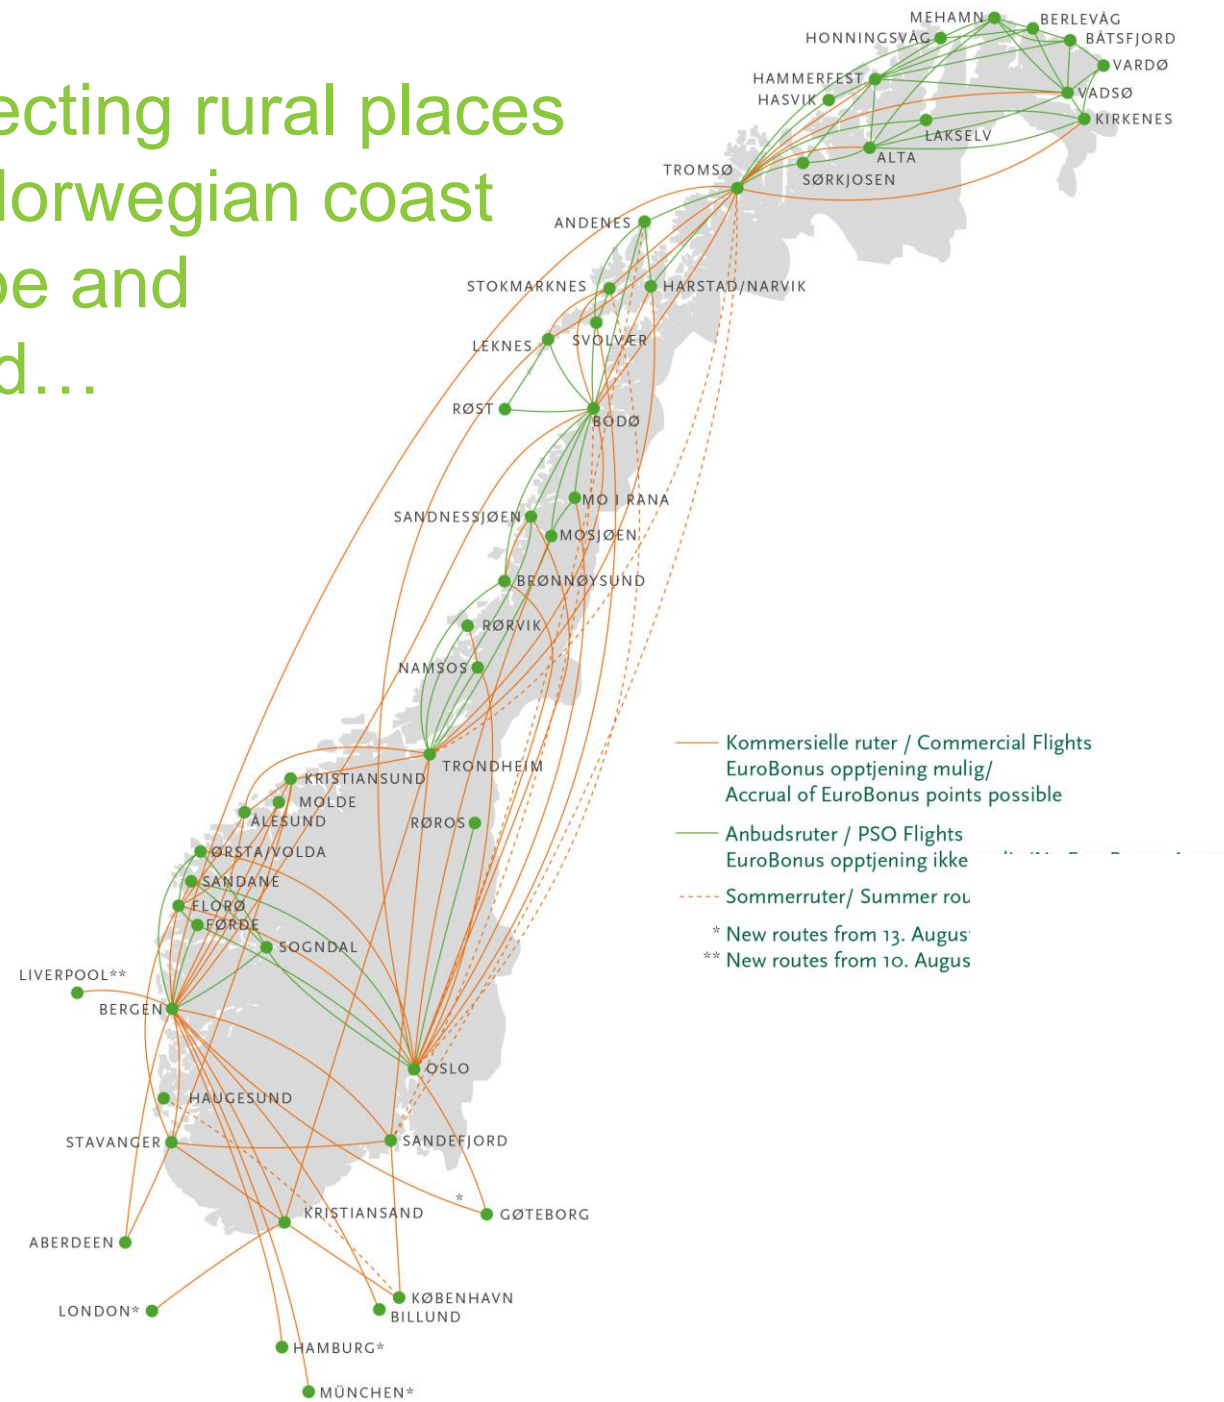 ecting rural places
Norwegian coast
pe and
d…
MEHAMN
BERLEVÅG
HONNINGSVÅG
BÅTSFJORD
VARDØ
HAMMERFEST
HASVIK
VADSØ
KIRKENES
LAKSELV
ALTA
TROMSØ
SØRKJOSEN
ANDENES
STOKMARKNES
HARSTAD/NARVIK
SVOLVÆR
LEKNES
RØST
BODØ
MO I RANA
SANDNESSJØEN
MOSJØEN
BRØNNØYSUND
RØRVIK
NAMSOS
TRONDHEIM
KRISTIANSUND
MOLDE
ÅLESUND
RØROS
ØRSTA/VOLDA
SANDANE
FLORØ
FØRDE
SOGNDAL
LIVERPOOL**
BERGEN
OSLO
HAUGESUND
STAVANGER
SANDEFJORD
*
KRISTIANSAND
GØTEBORG
ABERDEEN
KØBENHAVN
LONDON*
BILLUND
HAMBURG*
MÜNCHEN*
Kommersielle ruter / Commercial Flights
EuroBonus opptjening mulig/
Accrual of EuroBonus points possible
Anbudsruter / PSO Flights
EuroBonus opptjening ikke
Sommerruter/ Summer rou
* New routes from 13. Augus
** New routes from 10. Augus